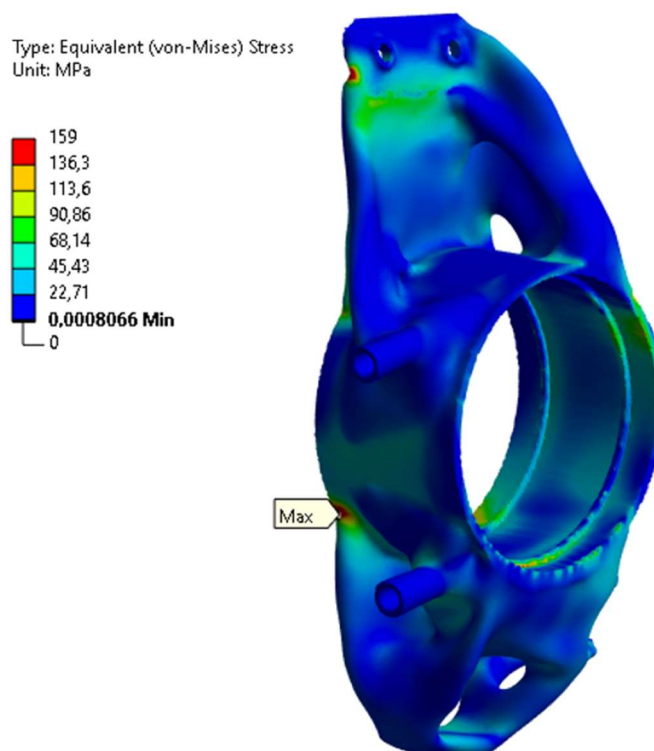 Type: Equivalent (von-Mises) Stress
Unit: MPa
159
136,3
113,6
90,86
68,14
45,43
22,71
0,0008066 Min
0
Max